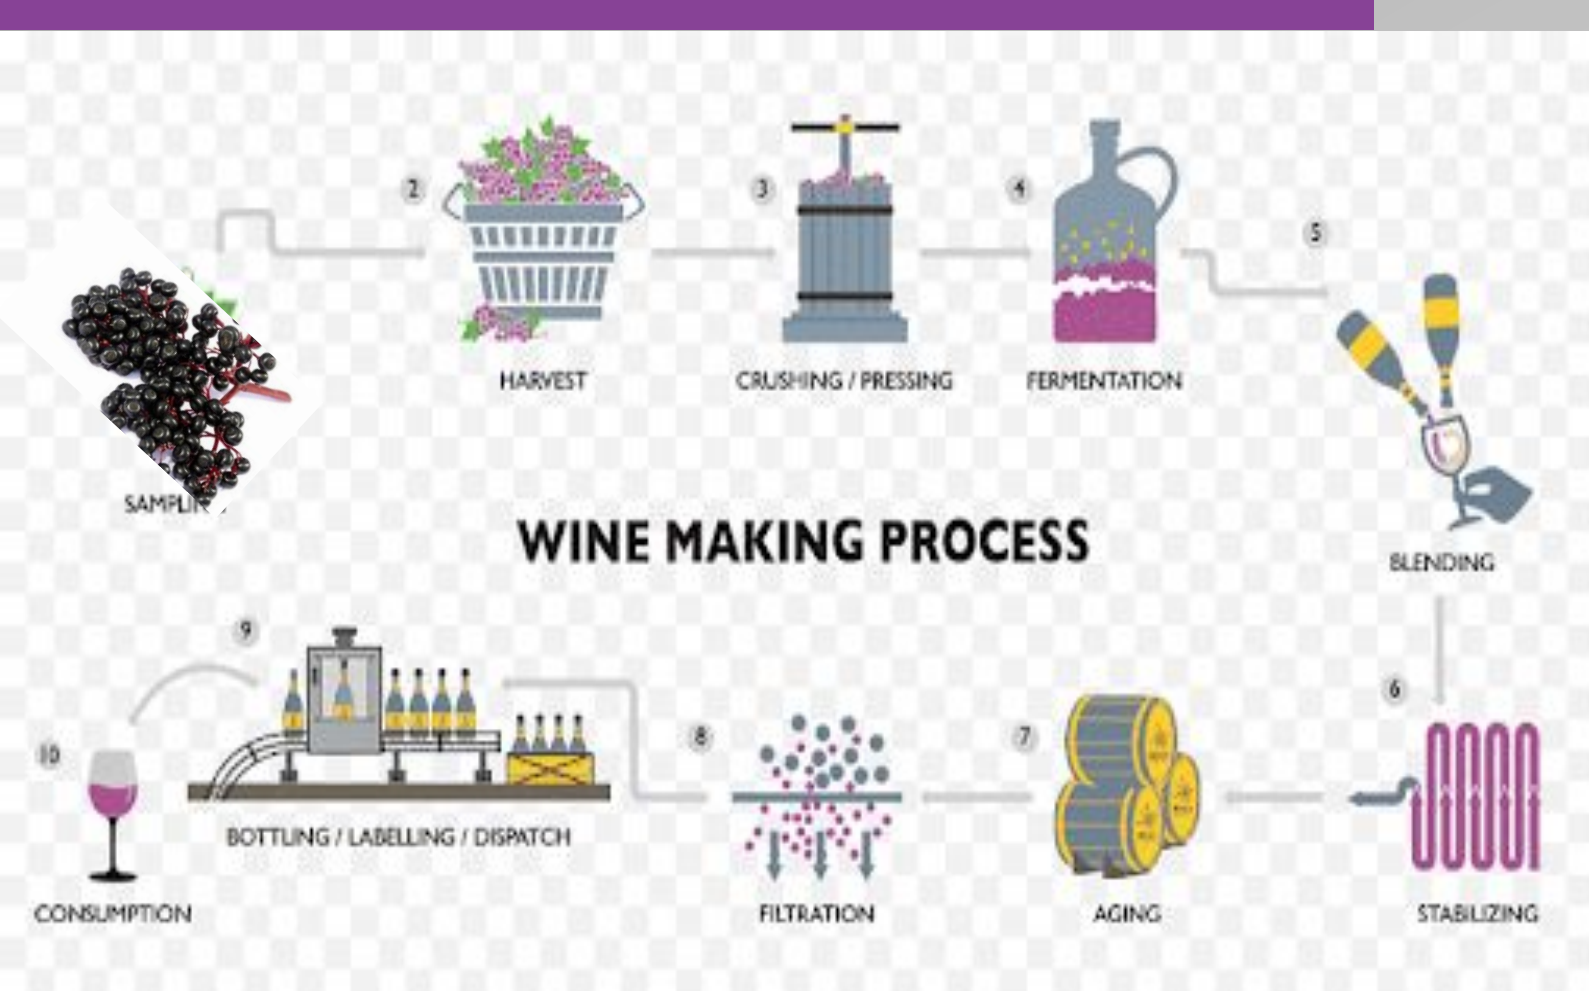 2
HARVEST
3
CRUSHING / PRESSING
4
FERMENTATION
5
BLENDING
WINE MAKING PROCESS
6
STABILIZING
7
AGING
8
FILTRATION
9
BOTTLING / LABELLING / DISPATCH
10
CONSUMPTION